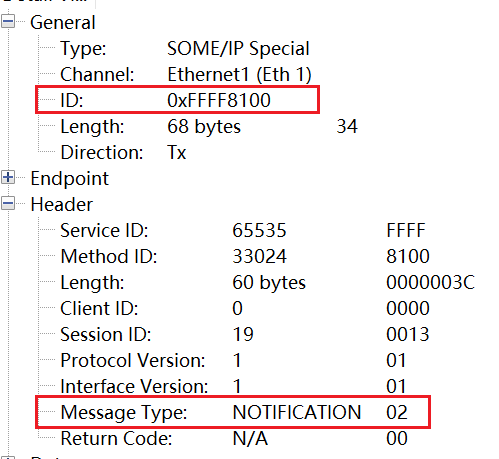 General
Type: SOME/IP Special
Channel: Ethernet1 (Eth 1)
ID: 0xFFFF8100
Length: 68 bytes 34
Direction: Tx
Endpoint
Header
Service ID: 65535 FFFF
Method ID: 33024 8100
Length: 60 bytes 0000003C
Client ID: 0 0000
Session ID: 19 0013
Protocol Version: 1 01
Interface Version: 1 01
Message Type: NOTIFICATION 02
Return Code: N/A 00